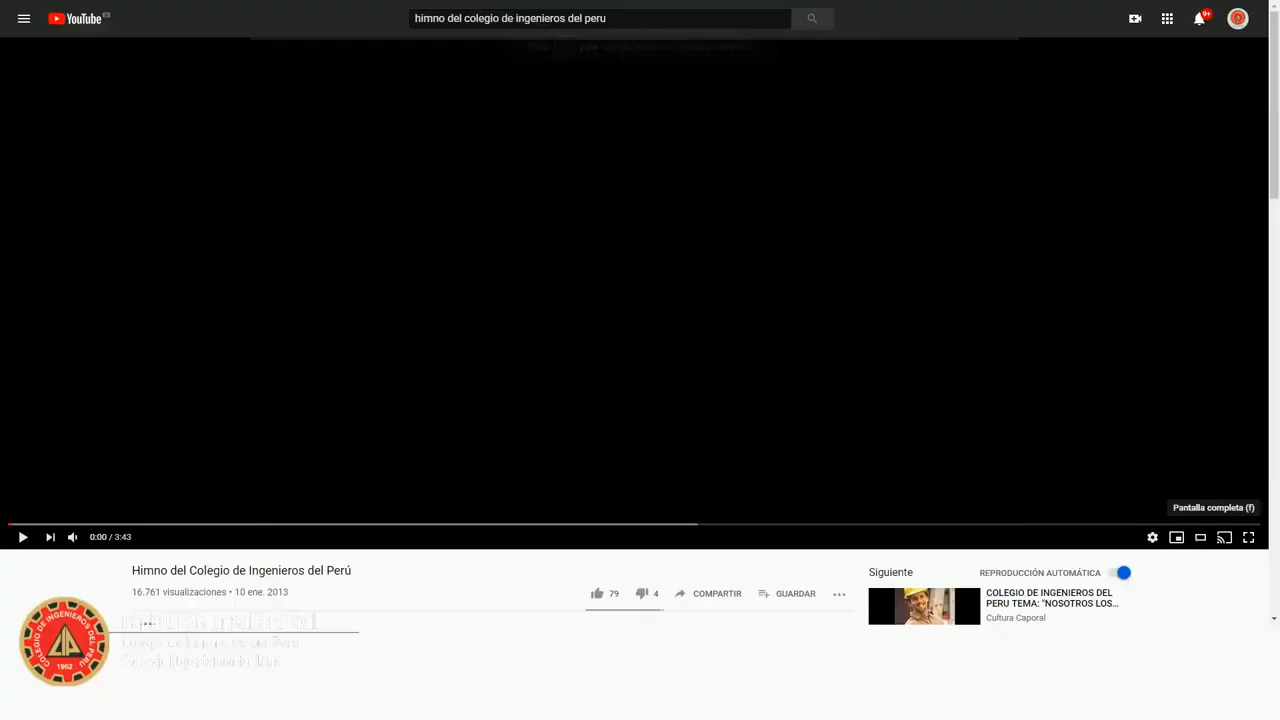 YouTube ES
himno del colegio de ingenieros del peru
9+
Pantalla completa (f)
0:00 / 3:43
Himno del Colegio de Ingenieros del Perú
16.761 visualizaciones • 10 ene. 2013
79
4
COMPARTIR
GUARDAR
Siguiente
REPRODUCCIÓN AUTOMÁTICA
COLEGIO DE INGENIEROS DEL
PERU TEMA: "NOSOTROS LOS...
Cultura Caporal
COLEGIO DE INGENIEROS DEL PERU
1962